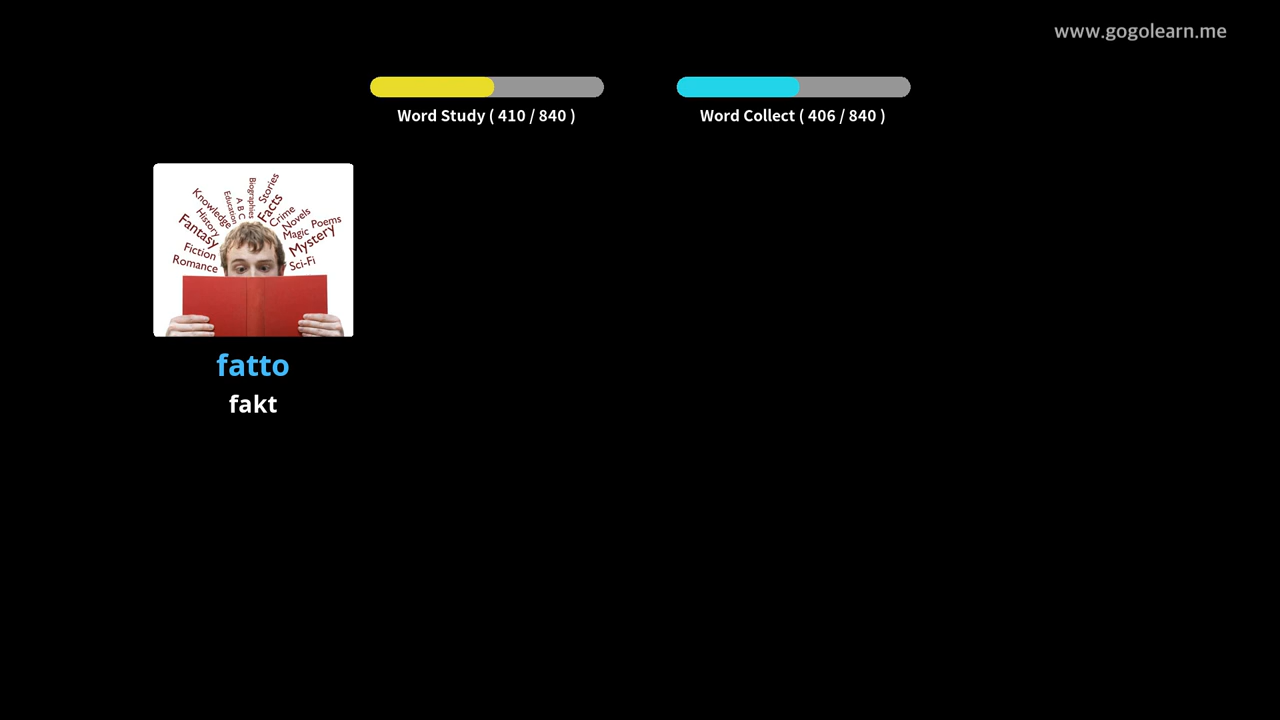 www.gogolearn.me
Word Study ( 410 / 840 )
Word Collect ( 406 / 840 )
Knowledge
History
Fantasy
Fiction
Romance
Education
A B C
Biographies
Stories
Facts
Crime
Novels
Magic
Poems
Mystery
Sci-Fi
fatto
fakt